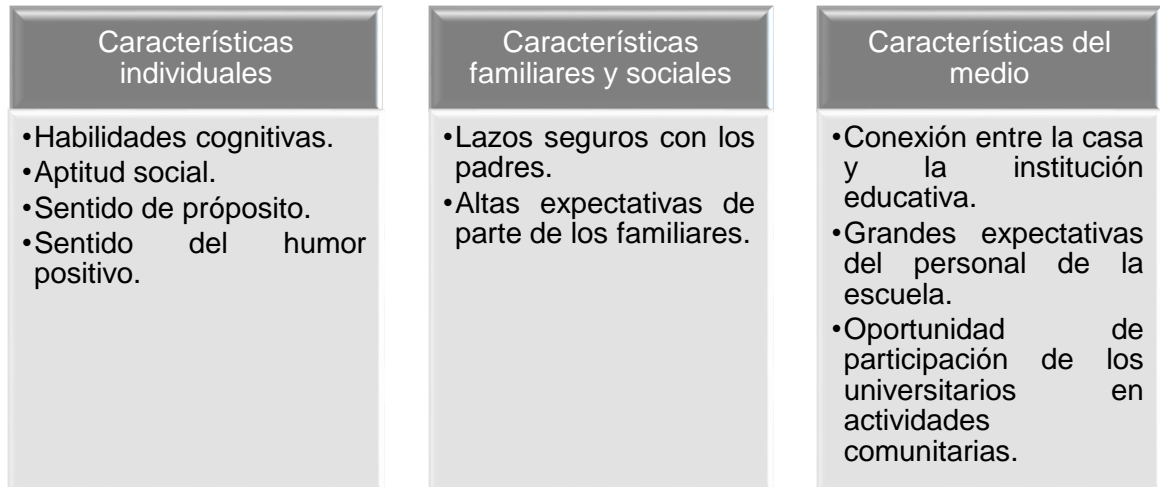 Características
individuales
•Habilidades cognitivas.
•Aptitud social.
•Sentido de próposito.
•Sentido del humor
positivo.
Características
familiares y sociales
•Lazos seguros con los
padres.
•Altas expectativas de
parte de los familiares.
Características del
medio
•Conexión entre la casa
y la institución
educativa.
•Grandes expectativas
del personal de la
escuela.
•Oportunidad de
participación de los
universitarios en
actividades
comunitarias.